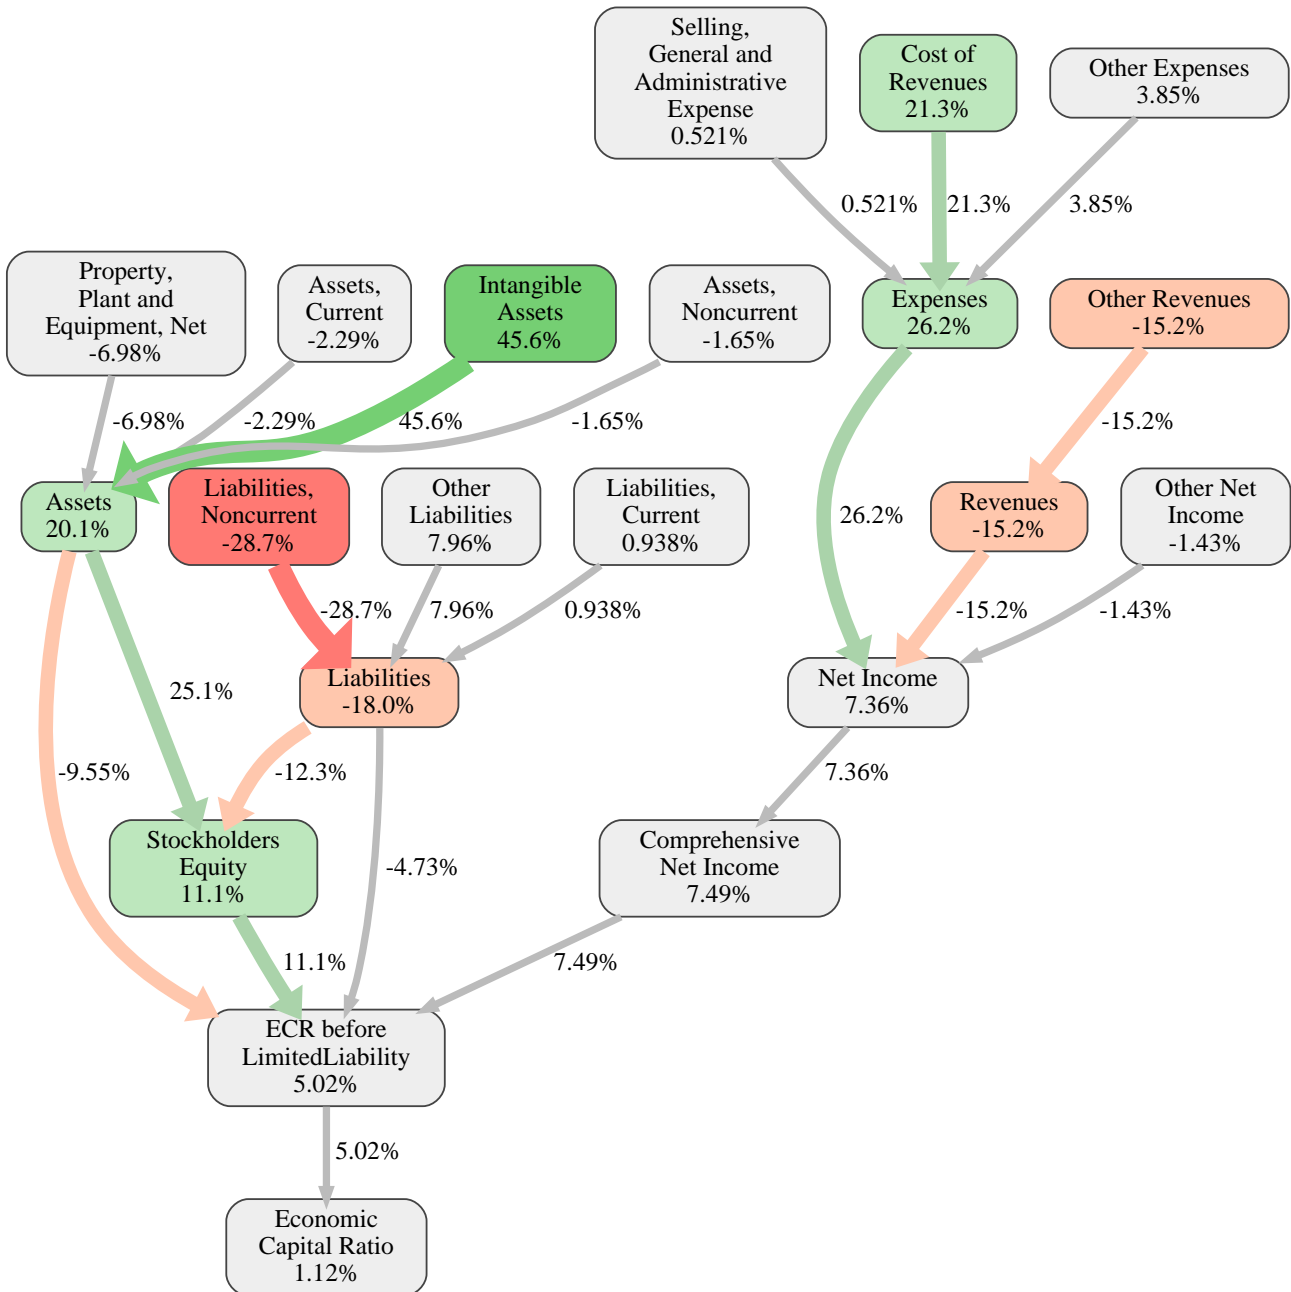 Selling,
General and
Administrative
Expense
0.521%
Cost of
Revenues
21.3%
Other Expenses
3.85%
0.521%
21.3%
3.85%
Property,
Plant and
Equipment, Net
-6.98%
Assets,
Current
-2.29%
Intangible
Assets
45.6%
Assets,
Noncurrent
-1.65%
Expenses
26.2%
Other Revenues
-15.2%
-6.98%
-2.29%
45.6%
-1.65%
-15.2%
Assets
20.1%
Liabilities,
Noncurrent
-28.7%
Other
Liabilities
7.96%
Liabilities,
Current
0.938%
26.2%
Revenues
-15.2%
Other Net
Income
-1.43%
-28.7%
7.96%
0.938%
-15.2%
-1.43%
25.1%
Liabilities
-18.0%
Net Income
7.36%
-9.55%
-12.3%
7.36%
Stockholders
Equity
11.1%
-4.73%
Comprehensive
Net Income
7.49%
11.1%
7.49%
ECR before
LimitedLiability
5.02%
5.02%
Economic
Capital Ratio
1.12%